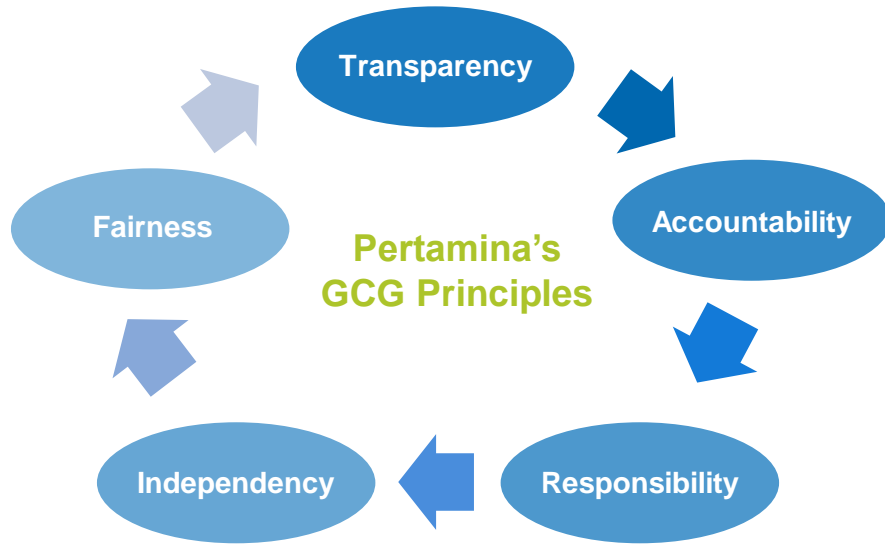 Transparency
Accountability
Fairness
Pertamina’s
GCG Principles
Independency
Responsibility